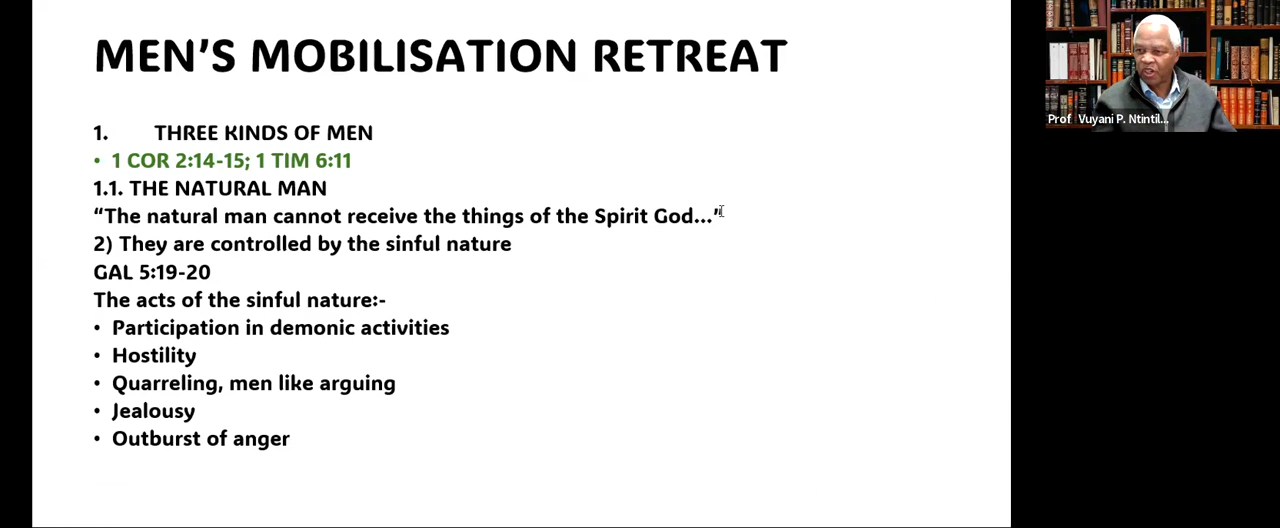 MEN'S MOBILISATION RETREAT
1. THREE KINDS OF MEN
• 1 COR 2:14-15; 1 TIM 6:11
1.1. THE NATURAL MAN
“The natural man cannot receive the things of the Spirit God...”
2) They are controlled by the sinful nature
GAL 5:19-20
The acts of the sinful nature:-
• Participation in demonic activities
• Hostility
• Quarreling, men like arguing
• Jealousy
• Outburst of anger
Prof Vuyani P. Ntintil...